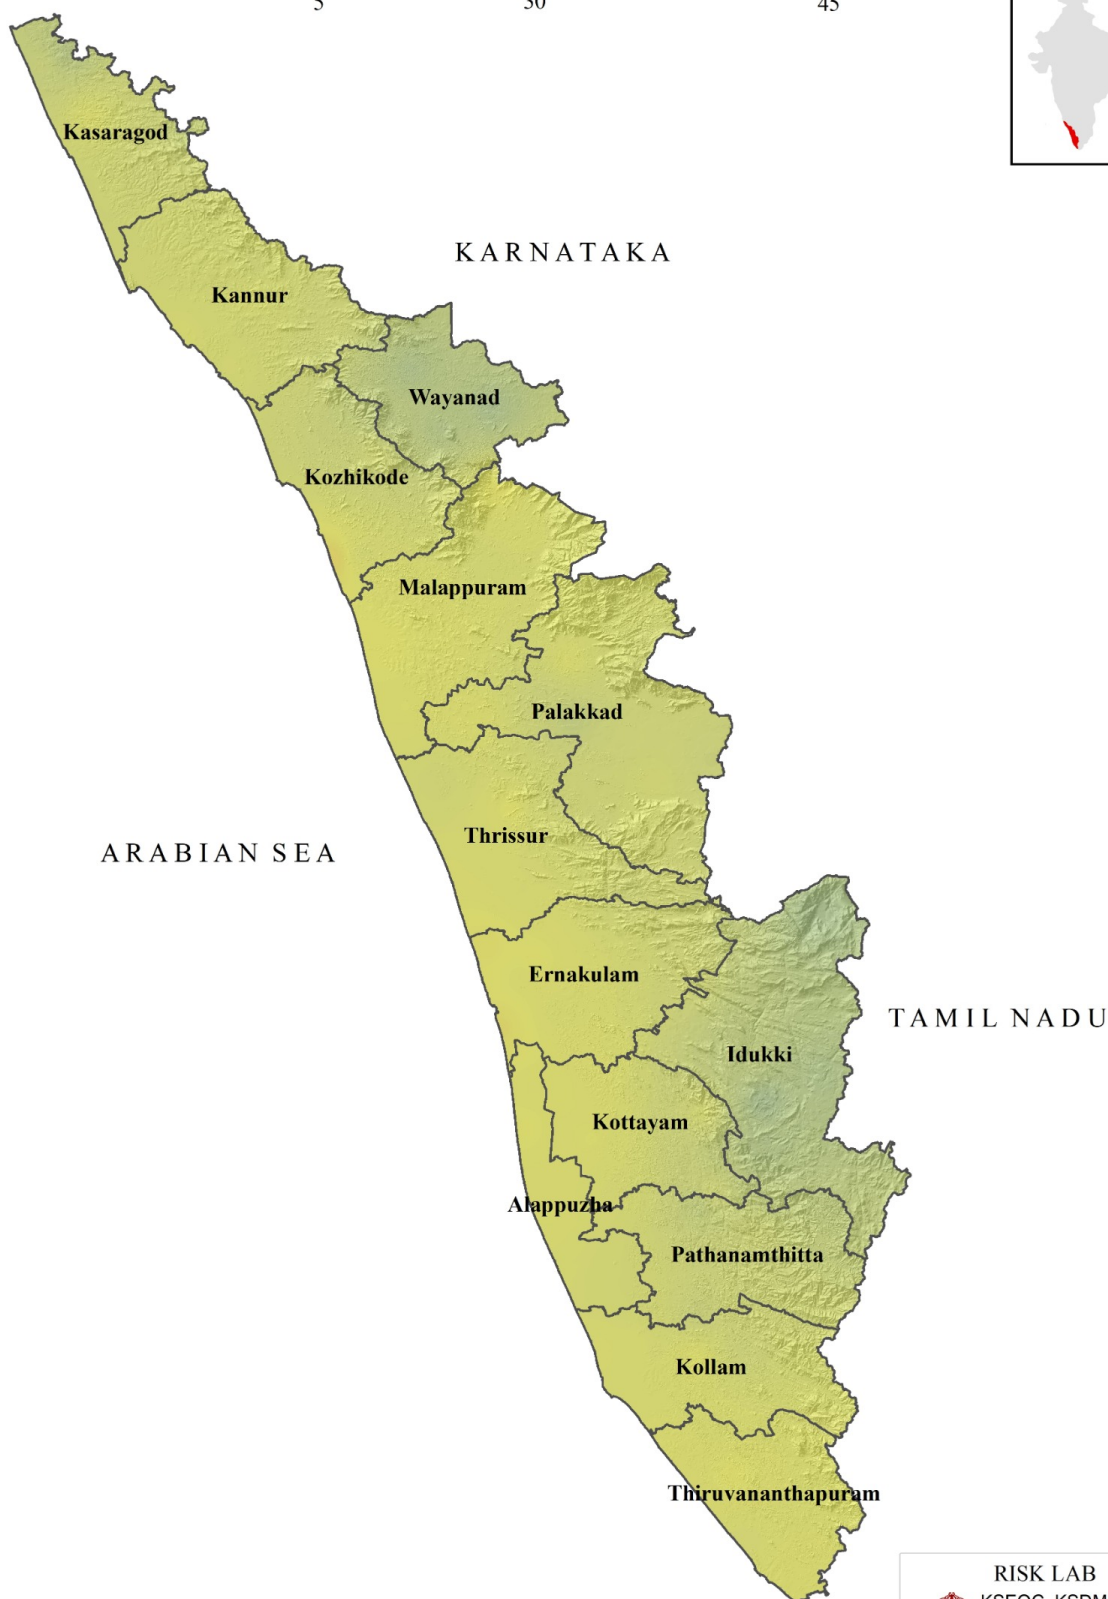 45
Kasaragod
KARNATAKA
Kannur
Wayanad
Kozhikode
Malappuram
Palakkad
Thrissur
ARABIAN SEA
Ernakulam
TAMIL NADU
Idukki
Kottayam
Alappuzha
Pathanamthitta
Kollam
Thiruvananthapuram
RISK LAB